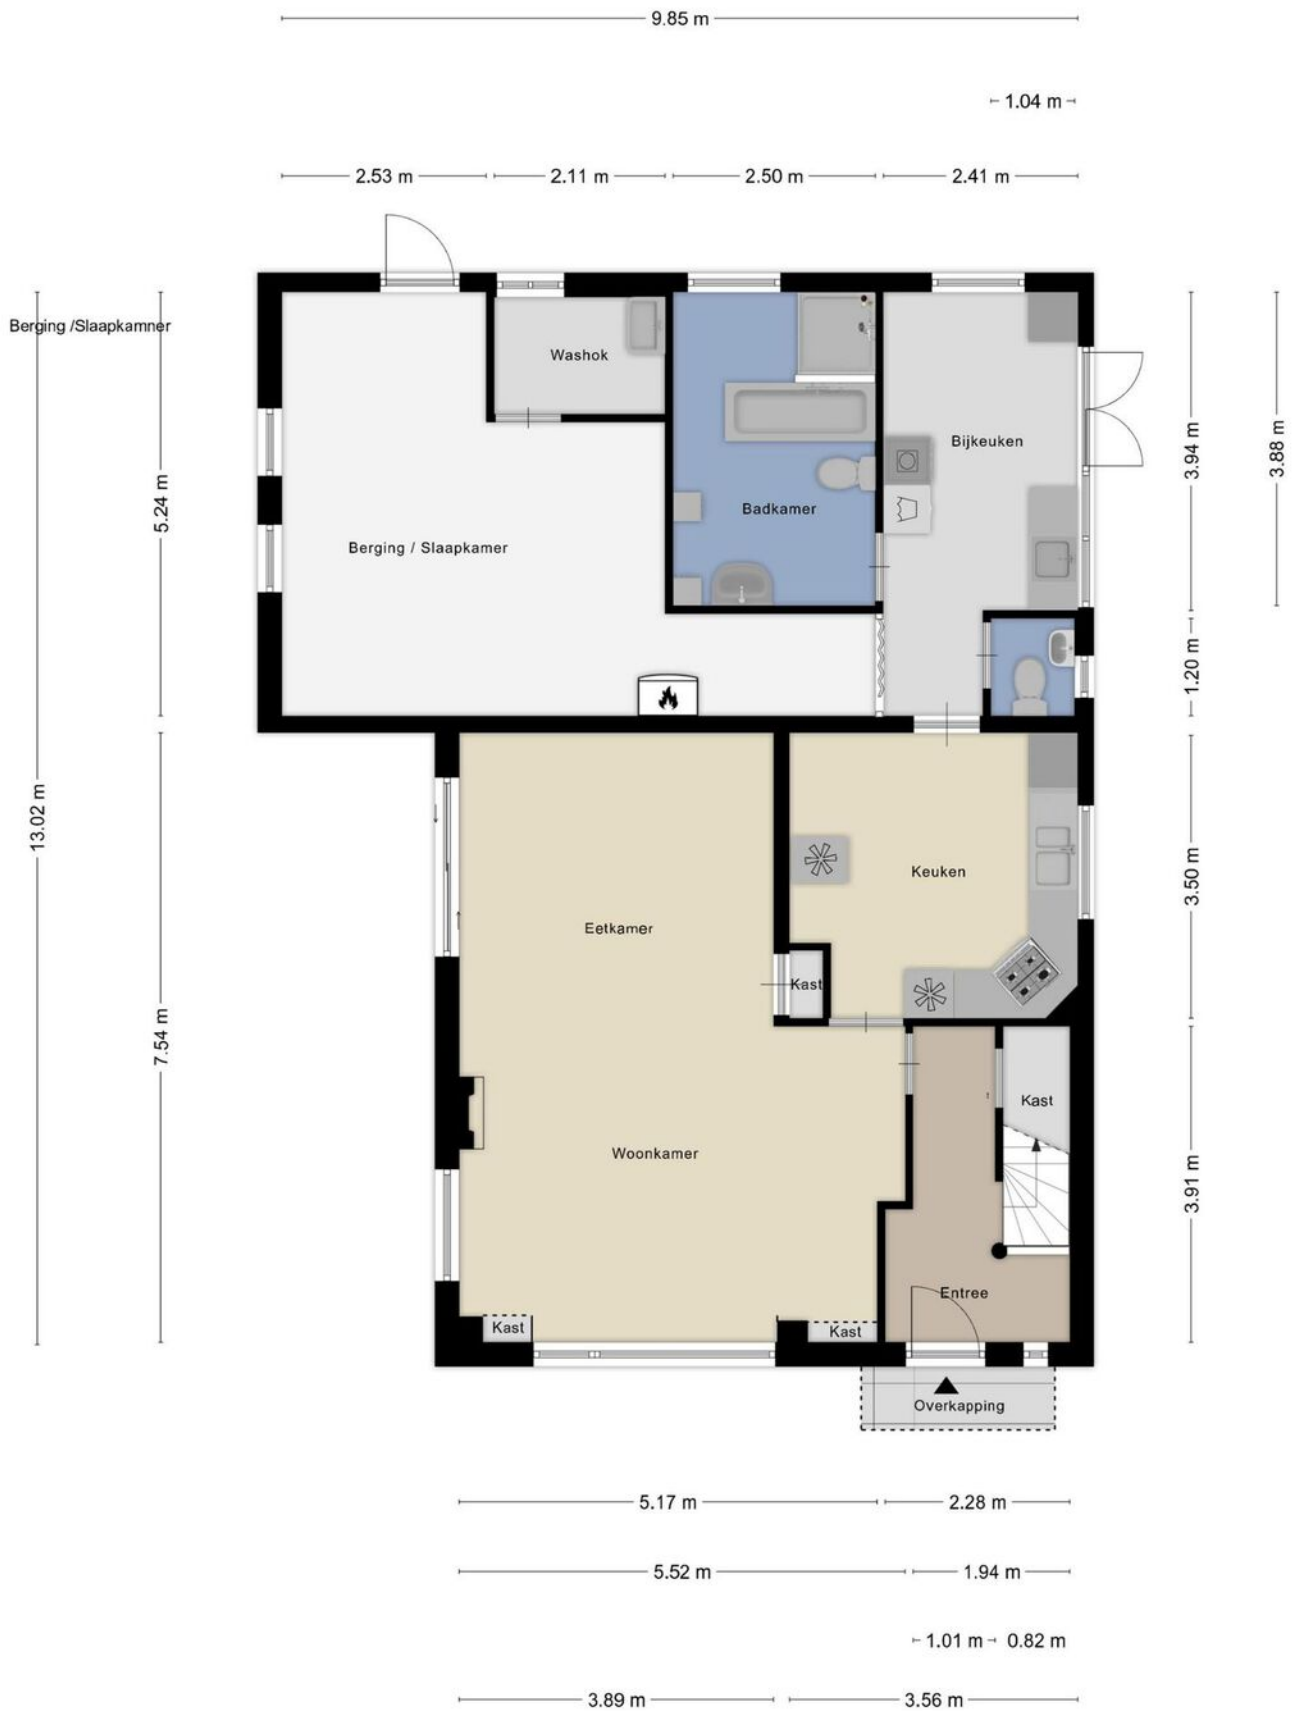 9.85 m
1.04 m
2.53 m
2.11 m
2.50 m
2.41 m
Berging /Slaapkamner
Washok
Bijkeuken
3.94 m
3.88 m
5.24 m
Badkamer
Berging / Slaapkamer
1.20 m
13.02 m
Keuken
3.50 m
Eetkamer
Kast
7.54 m
Kast
Woonkamer
3.91 m
Entree
Kast
Kast
Overkapping
5.17 m
2.28 m
5.52 m
1.94 m
1.01 m
0.82 m
3.89 m
3.56 m